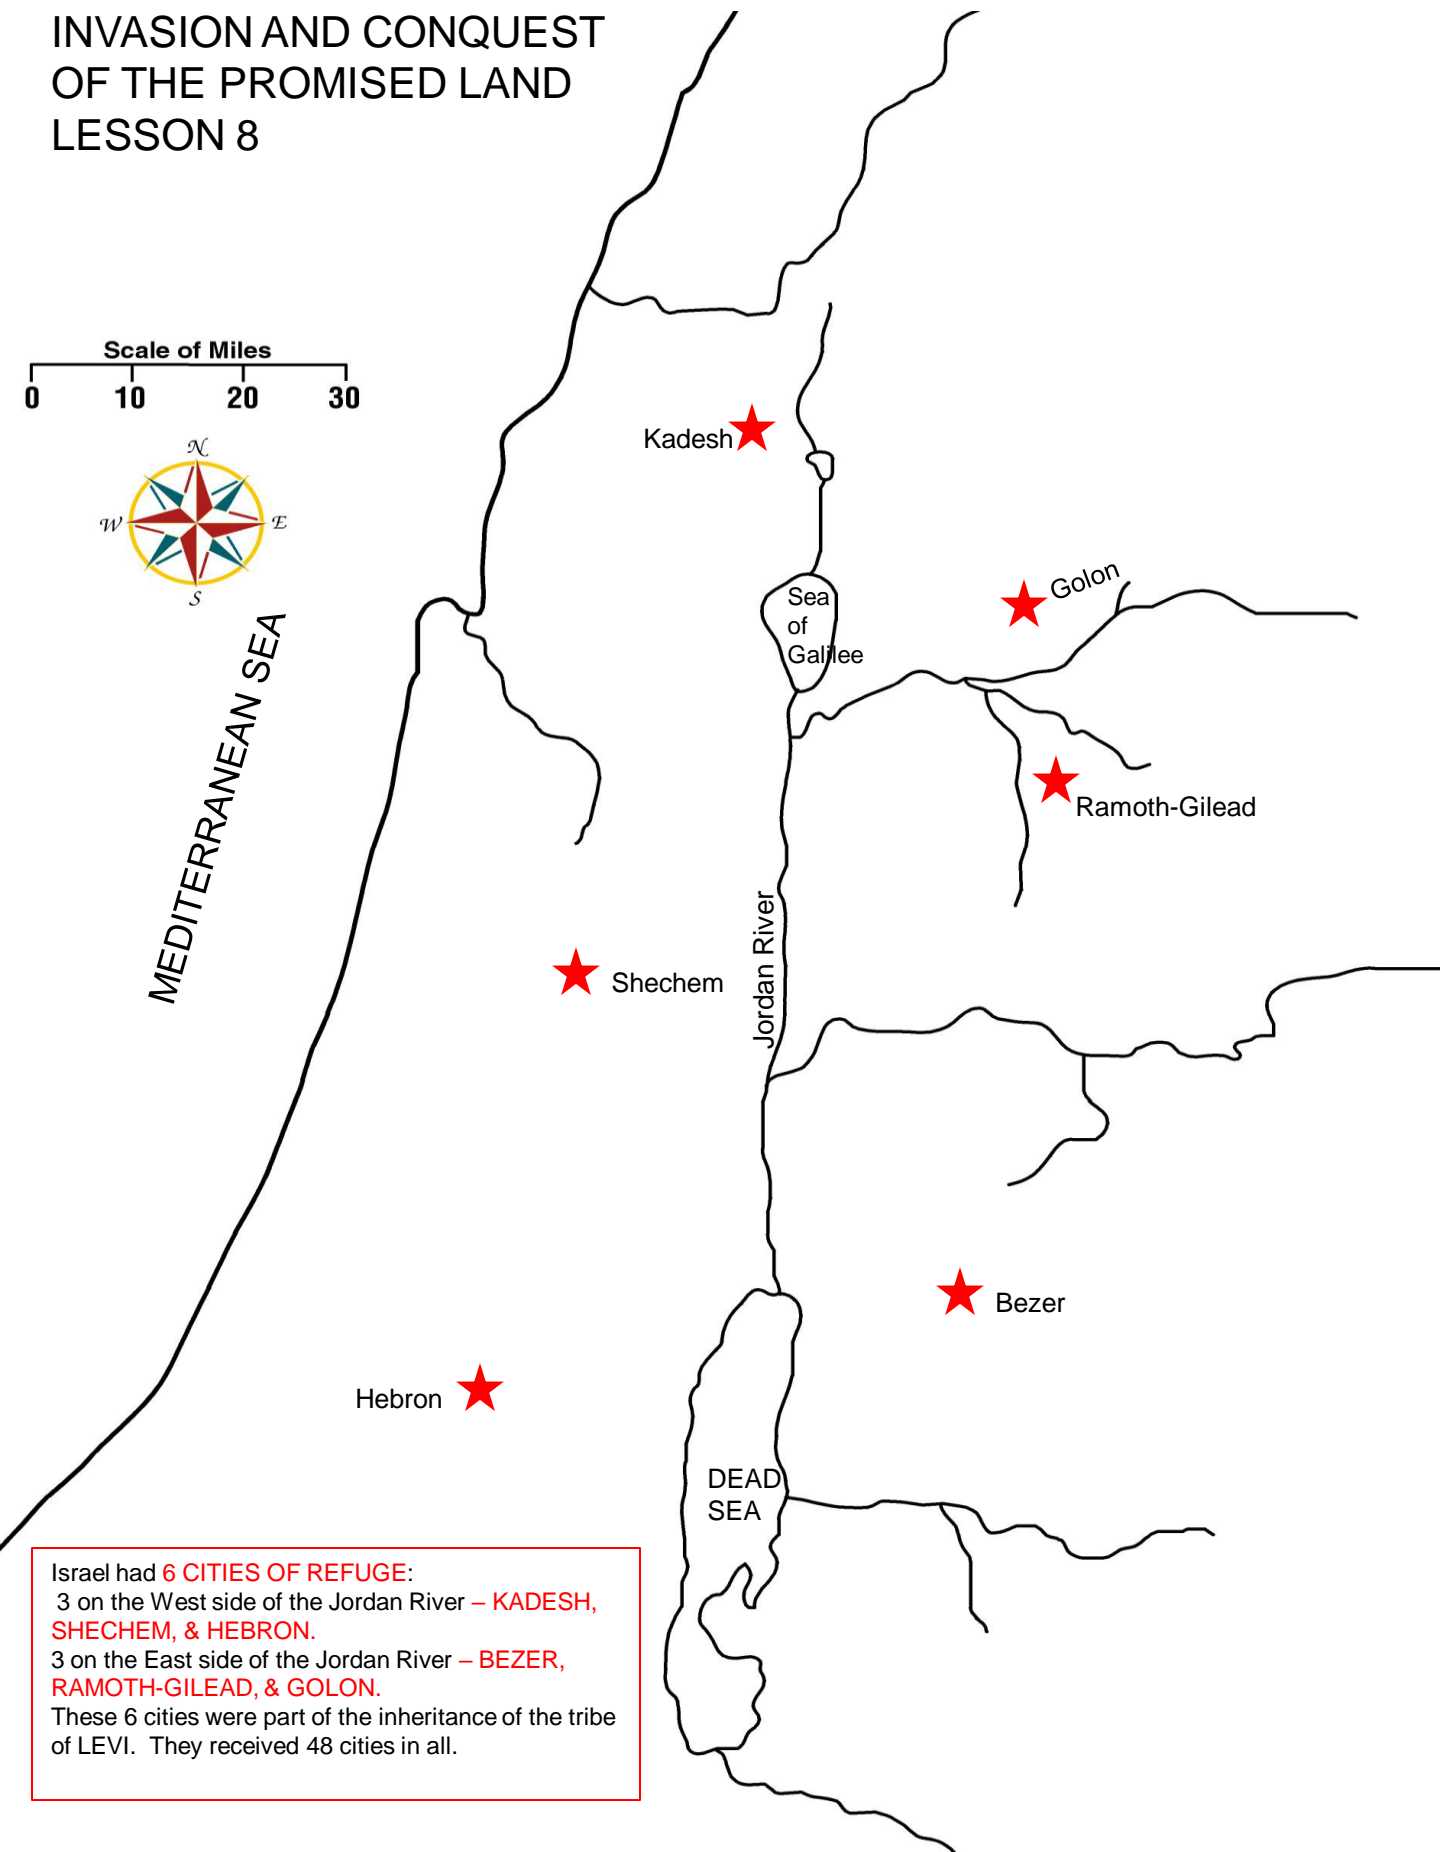 INVASION AND CONQUEST
OF THE PROMISED LAND
LESSON 8
Scale of Miles
0 10 20 30
N
W E
S
MEDITERRANEAN SEA
Kadesh
Golon
Sea
of
Galilee
Ramoth-Gilead
Jordan River
Shechem
Bezer
Hebron
DEAD
SEA
Israel had 6 CITIES OF REFUGE:
3 on the West side of the Jordan River – KADESH,
SHECHEM, & HEBRON.
3 on the East side of the Jordan River – BEZER,
RAMOTH-GILEAD, & GOLON.
These 6 cities were part of the inheritance of the tribe
of LEVI. They received 48 cities in all.